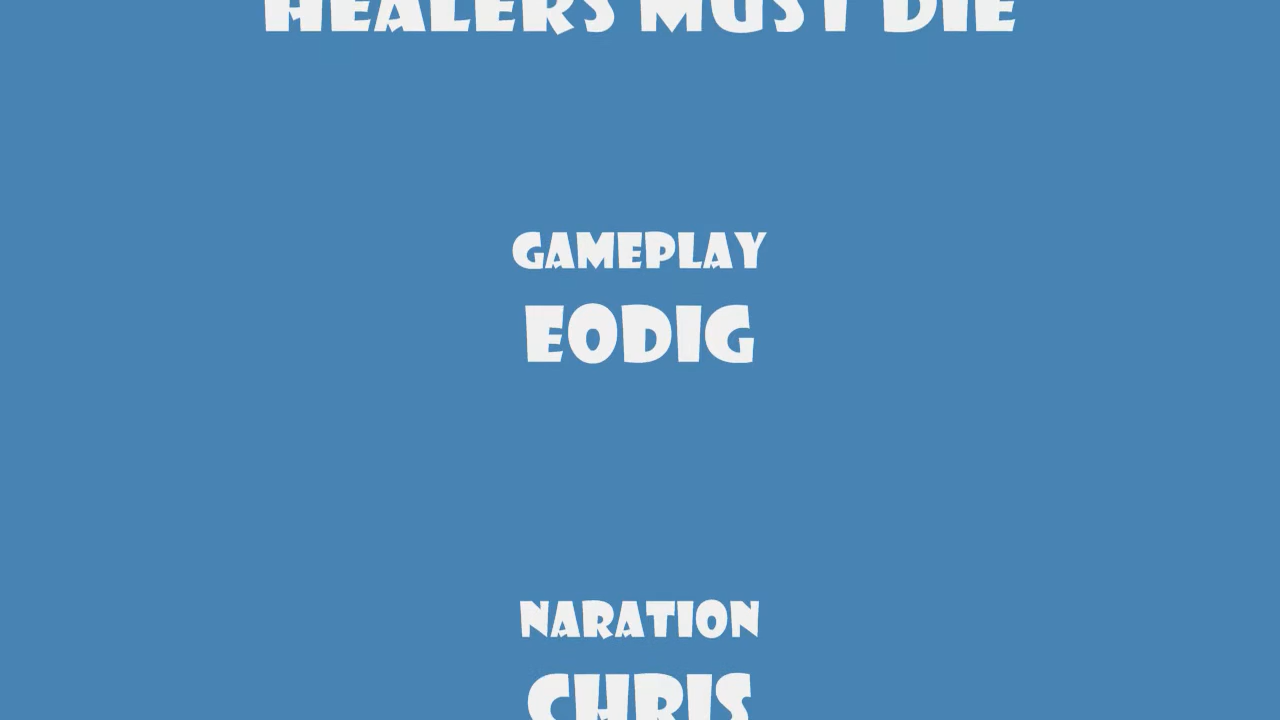 HEALERS MUST DIE
GAMEPLAY
EODIG
NARATION
CHRIS